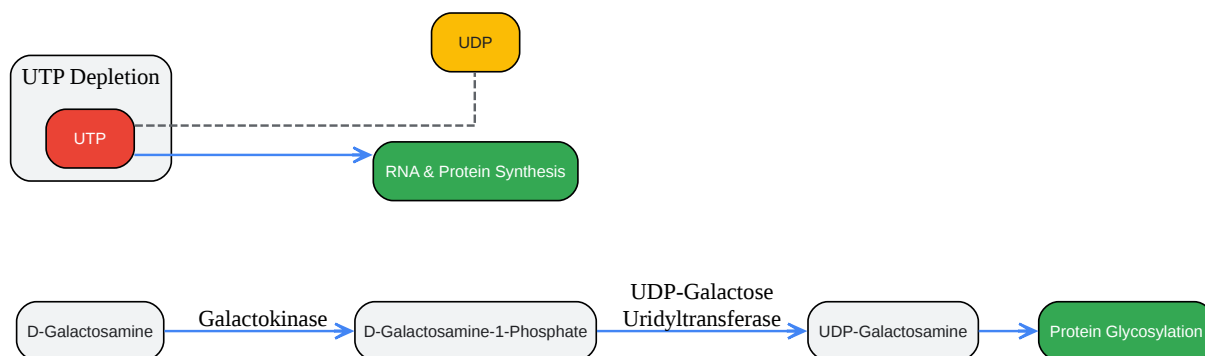 UDP
UTP Depletion
UTP
RNA & Protein Synthesis
D-Galactosamine
Galactokinase
D-Galactosamine-1-Phosphate
UDP-Galactose
Uridyltransferase
UDP-Galactosamine
Protein Glycosylation